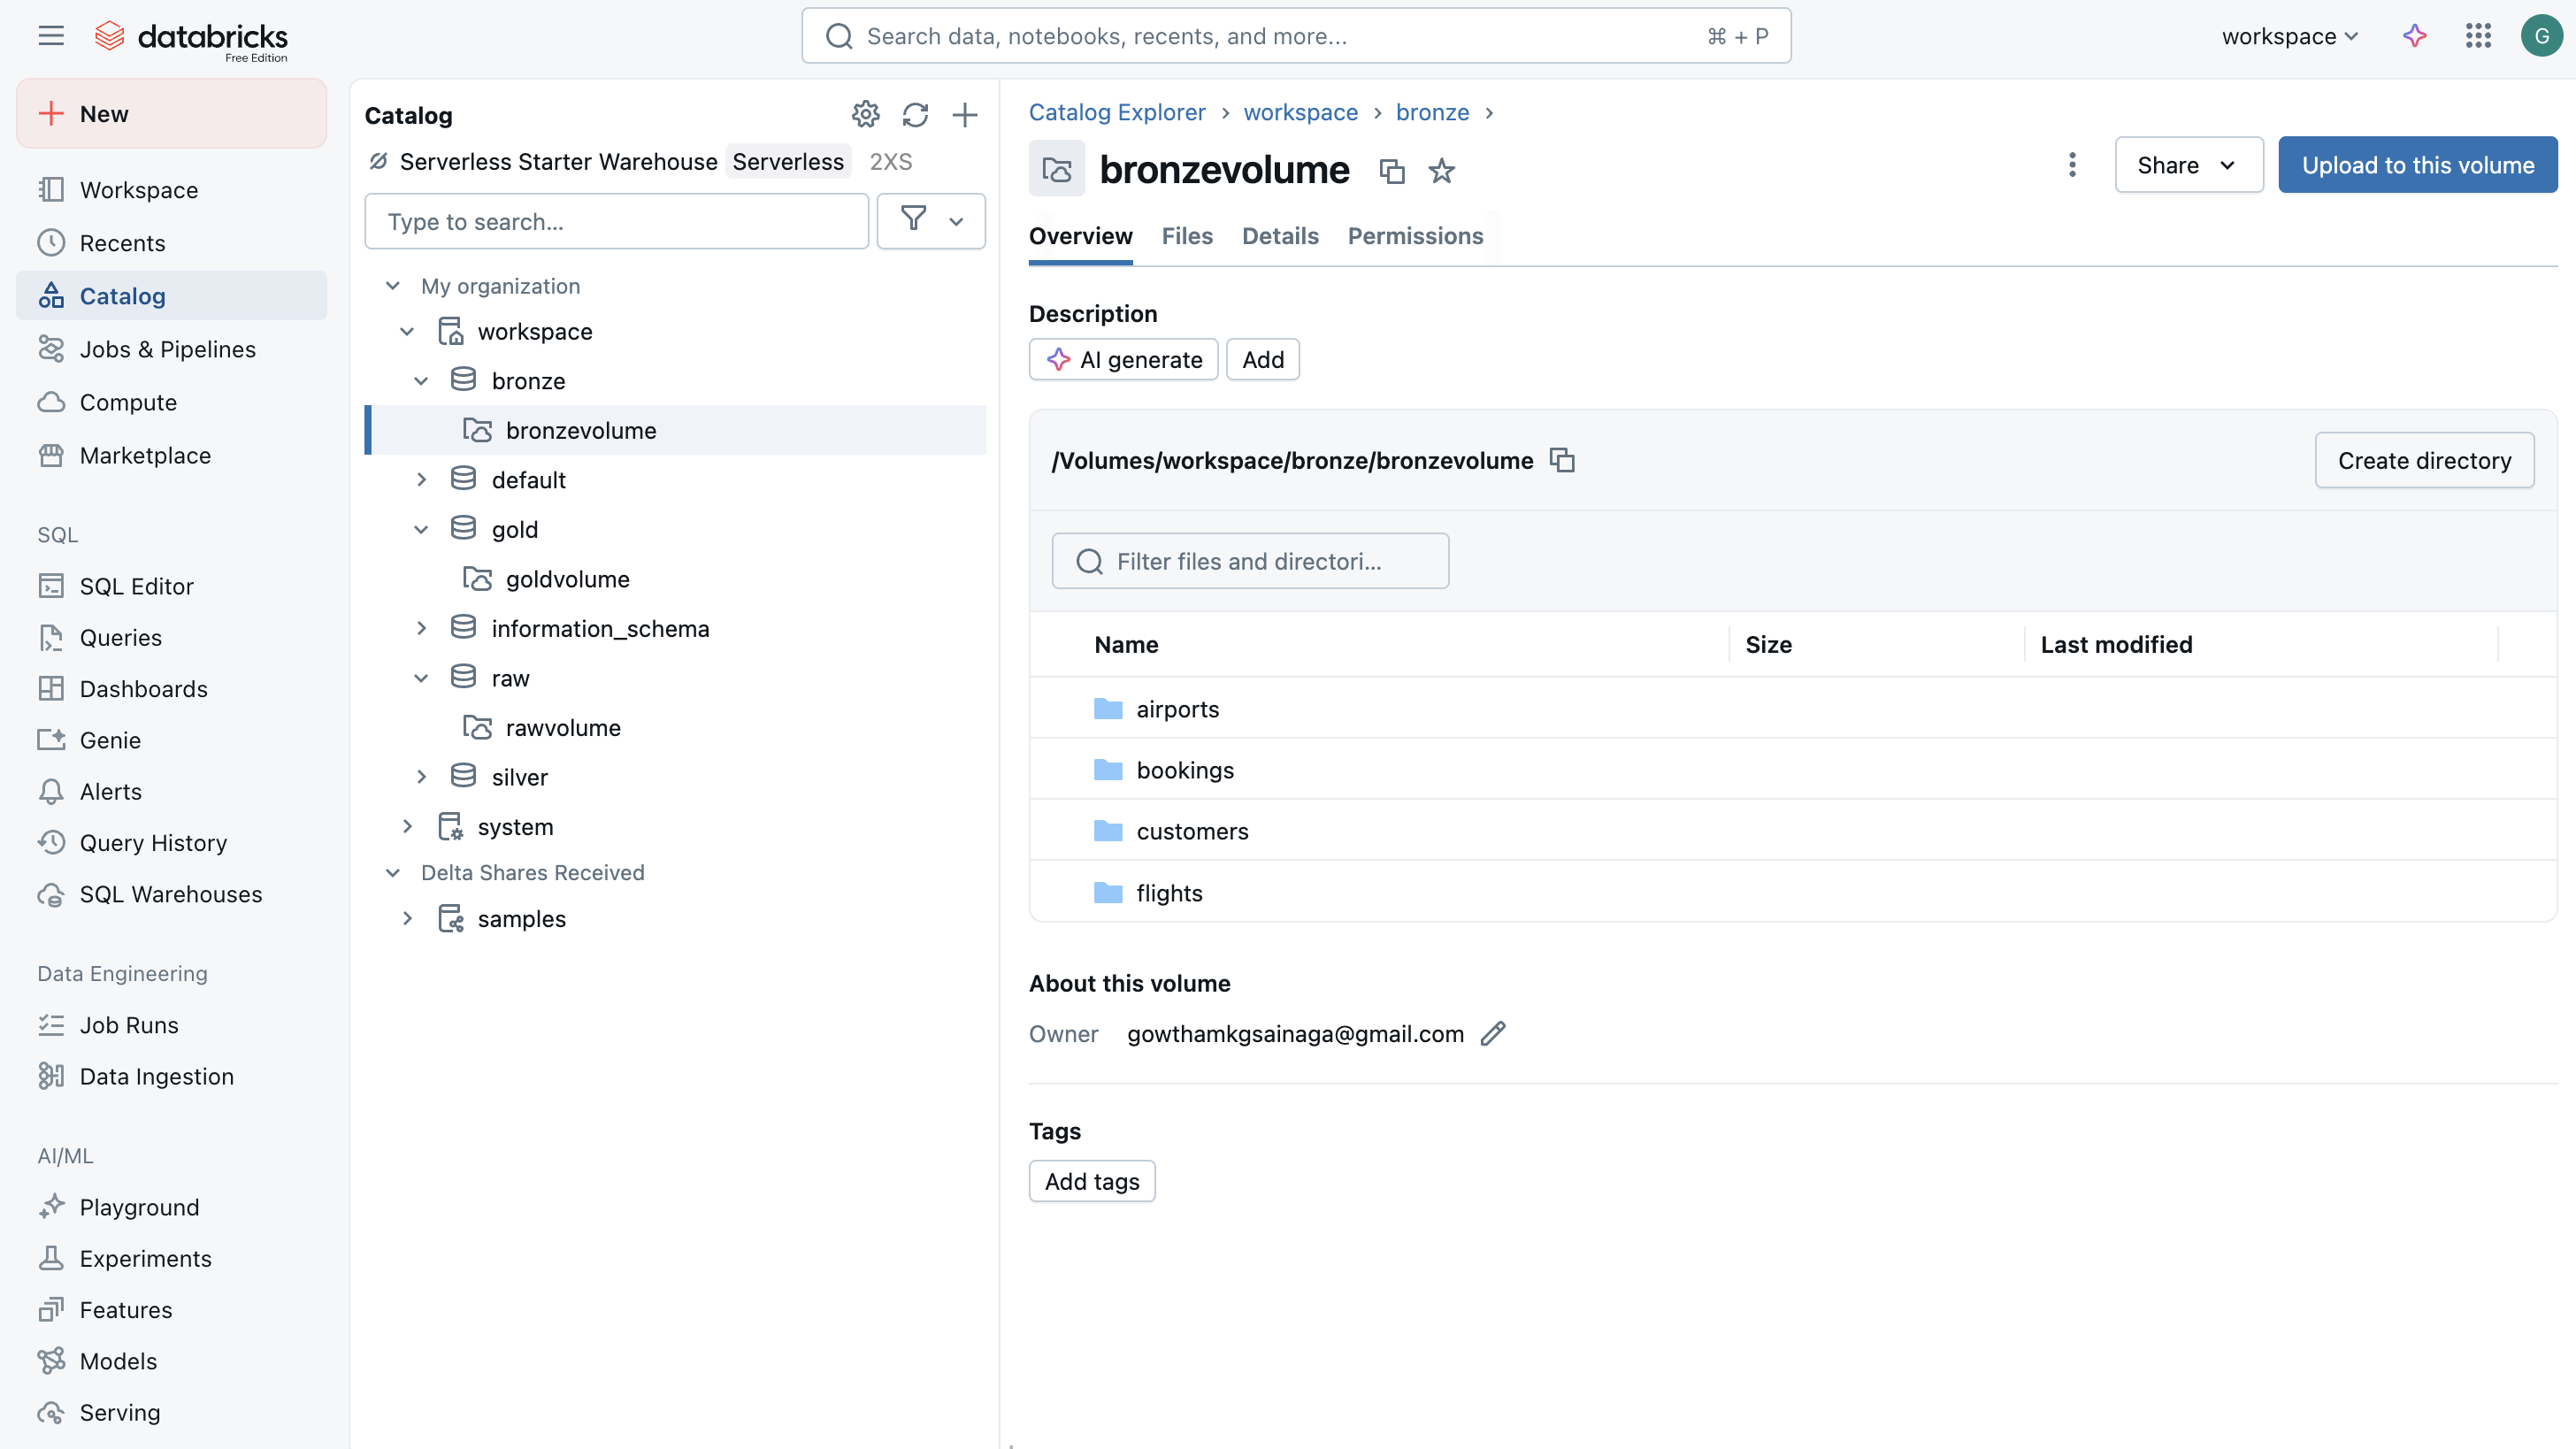 databricks
Free Edition
Search data, notebooks, recents, and more...
⌘ + P
workspace
G
New
Workspace
Recents
Catalog
Jobs & Pipelines
Compute
Marketplace
SQL
SQL Editor
Queries
Dashboards
Genie
Alerts
Query History
SQL Warehouses
Data Engineering
Job Runs
Data Ingestion
AI/ML
Playground
Experiments
Features
Models
Serving
Catalog
Serverless Starter Warehouse Serverless 2XS
Type to search...
My organization
workspace
bronze
bronzevolume
default
gold
goldvolume
information_schema
raw
rawvolume
silver
system
Delta Shares Received
samples
Catalog Explorer › workspace › bronze ›
bronzevolume
Share
Upload to this volume
Overview Files Details Permissions
Description
AI generate Add
/Volumes/workspace/bronze/bronzevolume
Create directory
Filter files and directori...
Name Size Last modified
airports
bookings
customers
flights
About this volume
Owner gowthamkgsainaga@gmail.com
Tags
Add tags